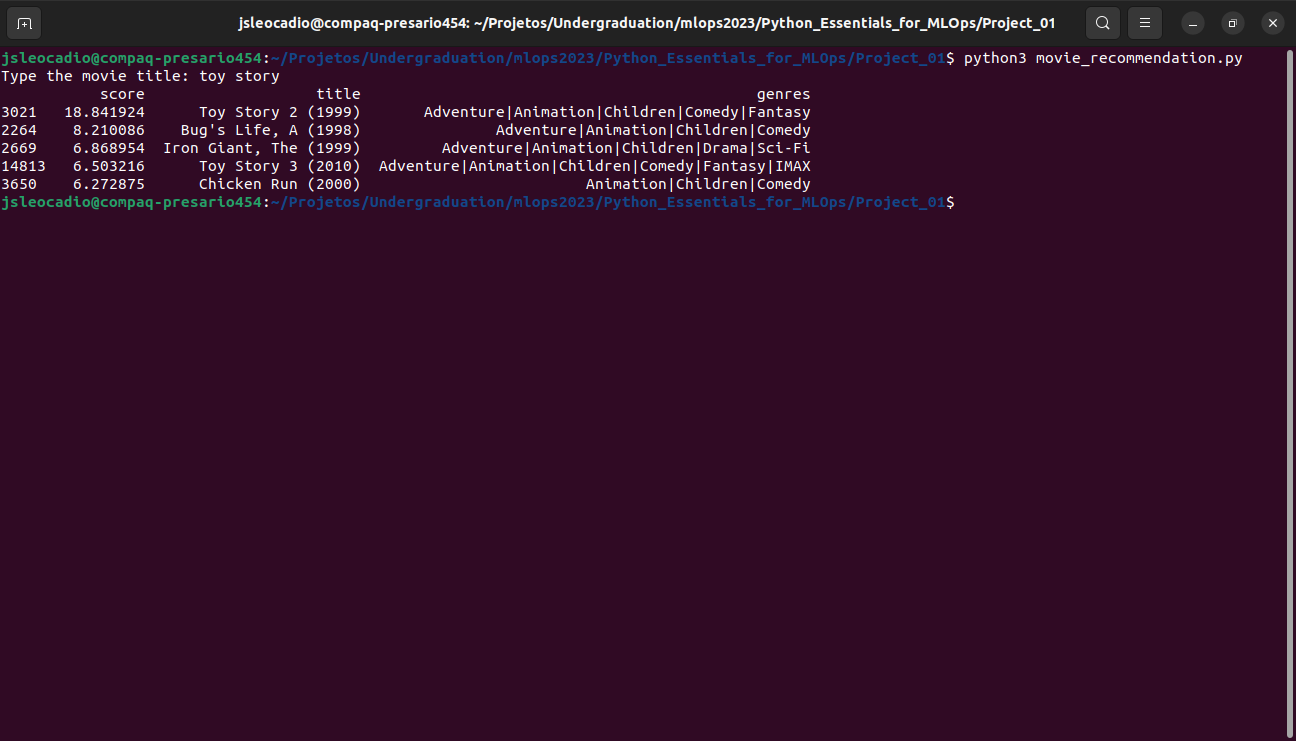 jsleocadio@compaq-presario454: ~/Projetos/Undergraduation/mlops2023/Python_Essentials_for_MLOps/Project_01
jsleocadio@compaq-presario454:~/Projetos/Undergraduation/mlops2023/Python_Essentials_for_MLOps/Project_01$ python3 movie_recommendation.py
Type the movie title: toy story
score title genres
3021 18.841924 Toy Story 2 (1999) Adventure|Animation|Children|Comedy|Fantasy
2264 8.210086 Bug's Life, A (1998) Adventure|Animation|Children|Comedy
2669 6.868954 Iron Giant, The (1999) Adventure|Animation|Children|Drama|Sci-Fi
14813 6.503216 Toy Story 3 (2010) Adventure|Animation|Children|Comedy|Fantasy|IMAX
3650 6.272875 Chicken Run (2000) Animation|Children|Comedy
jsleocadio@compaq-presario454:~/Projetos/Undergraduation/mlops2023/Python_Essentials_for_MLOps/Project_01$